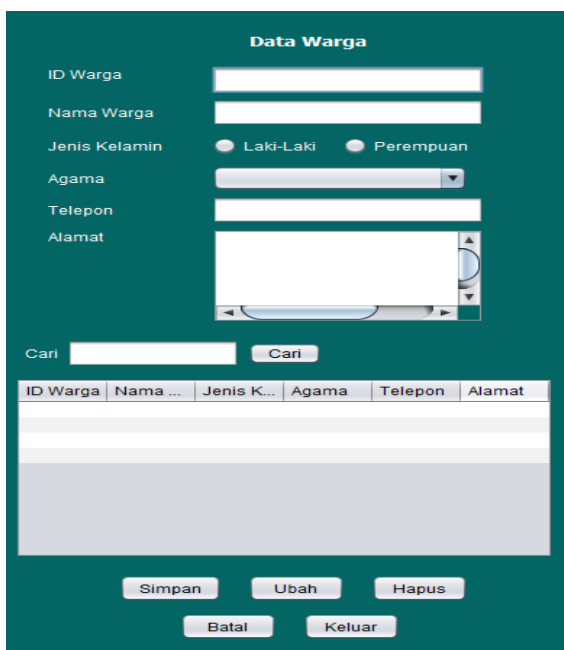 Data Warga
ID Warga
Nama Warga
Jenis Kelamin Laki-Laki Perempuan
Agama
Telepon
Alamat
Cari Cari
ID Warga Nama ... Jenis K... Agama Telepon Alamat
Simpan Ubah Hapus
Batal Keluar